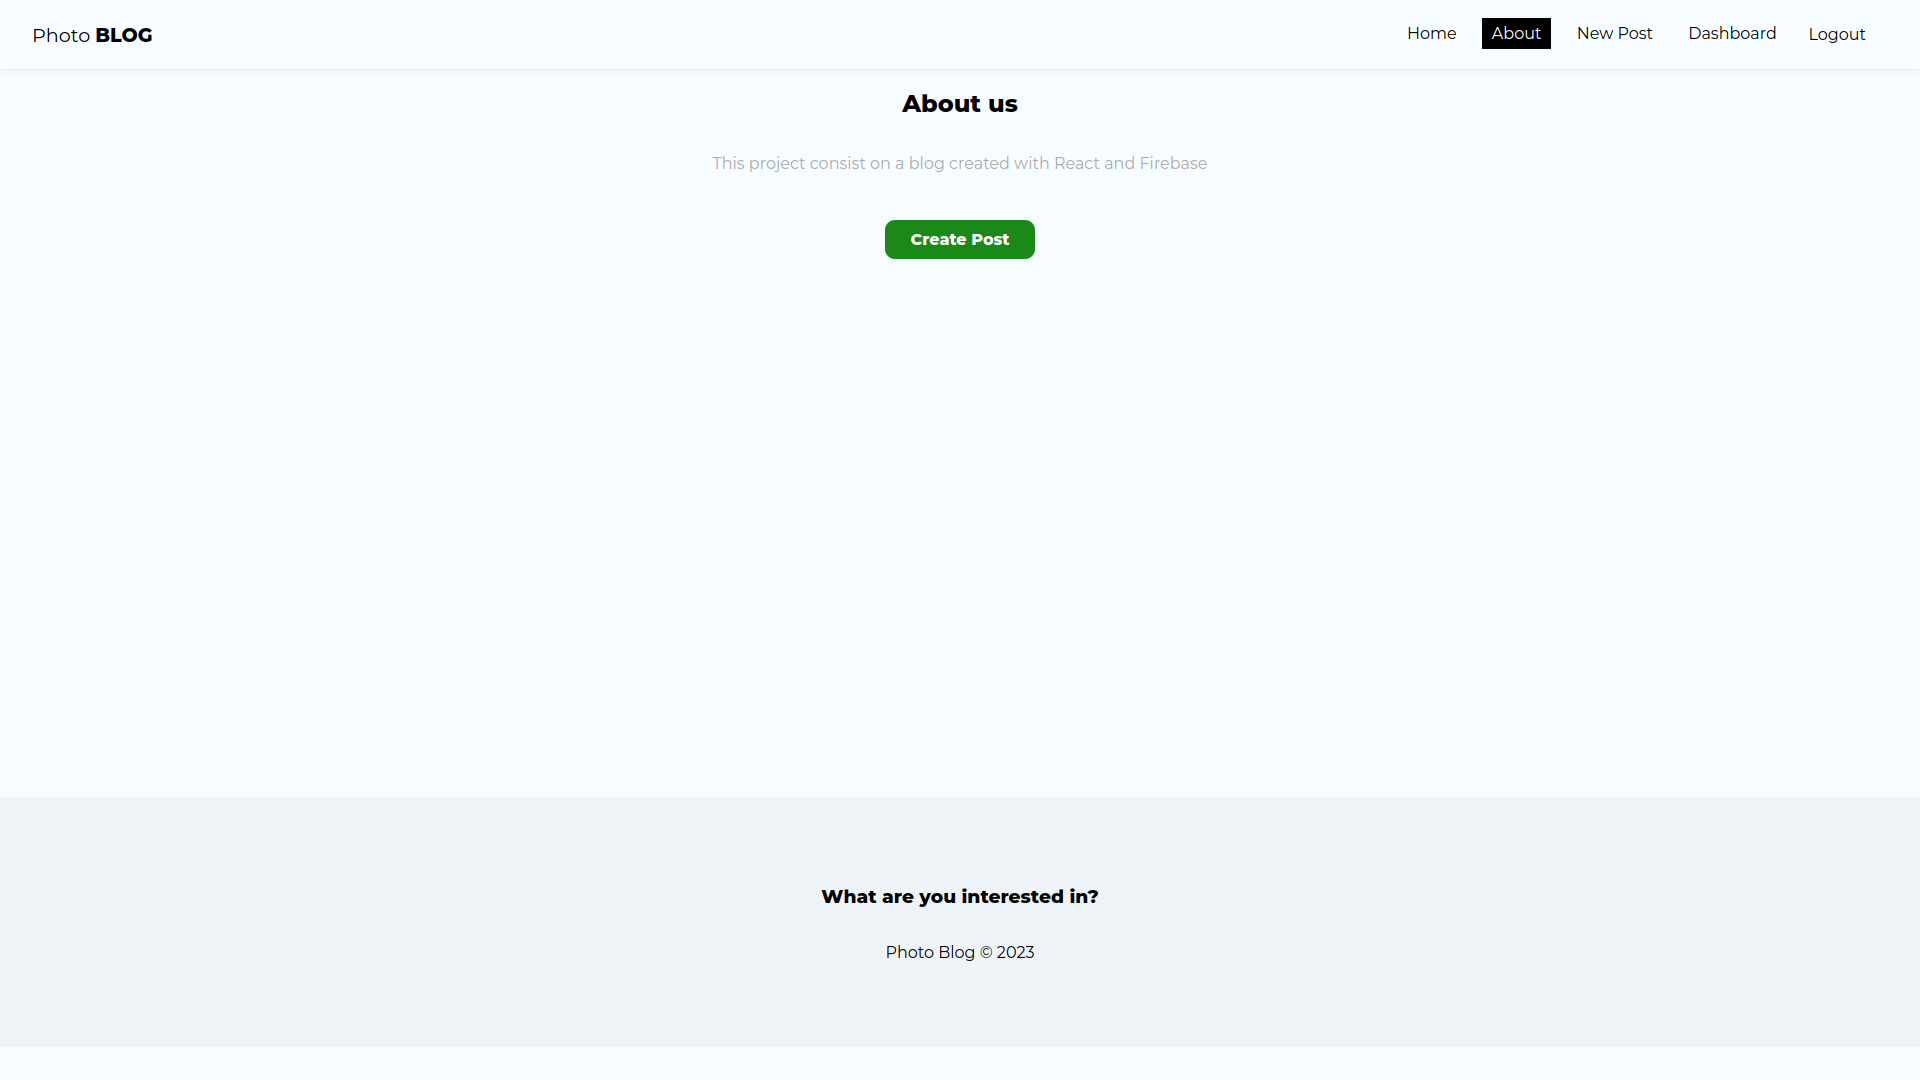 Photo BLOG
Home About New Post Dashboard Logout
About us
This project consist on a blog created with React and Firebase
Create Post
What are you interested in?
Photo Blog © 2023